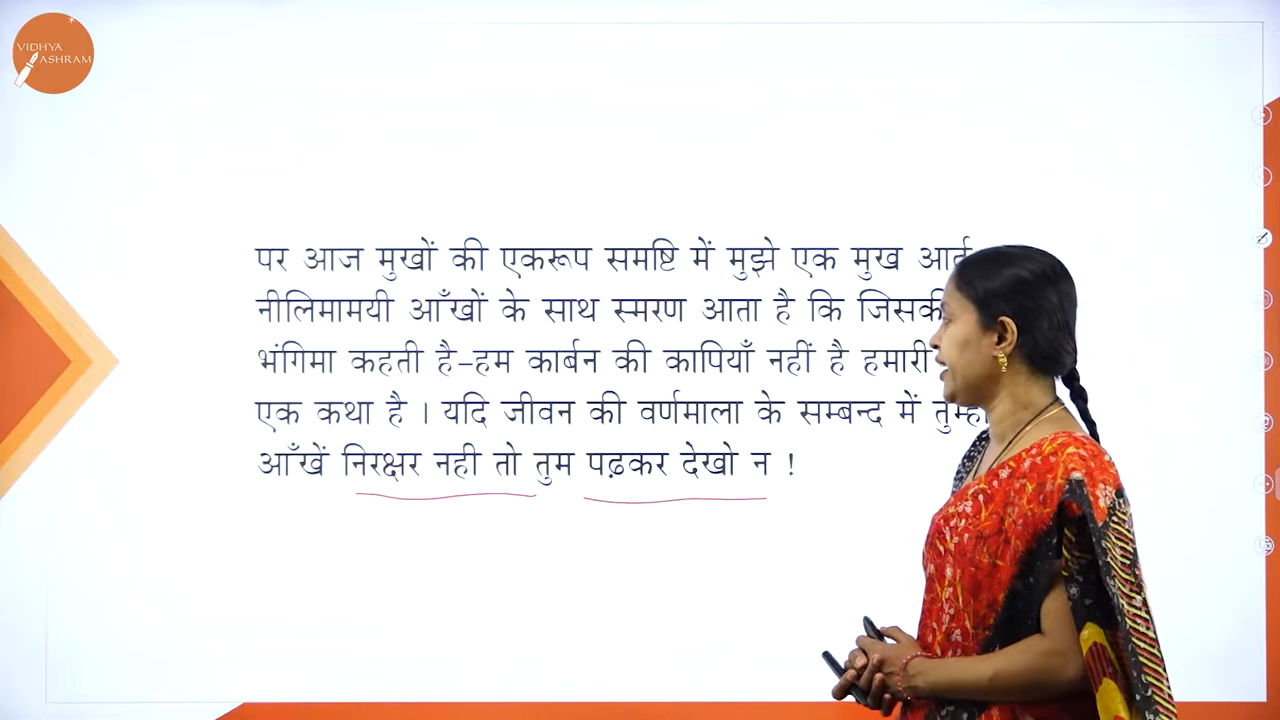 VIDHYA
ASHRAM
पर आज मुखों की एकरूप समष्टि में मुझे एक मुख
नीलिमामयी आँखों के साथ स्मरण आता है कि जिसकी
भंगिमा कहती है–हम कार्बन की कापियाँ नहीं है हमारी
एक कथा है । यदि जीवन की वर्णमाला के सम्बन्द में
आँखें निरक्षर नही तो तुम पढ़कर देखो न !